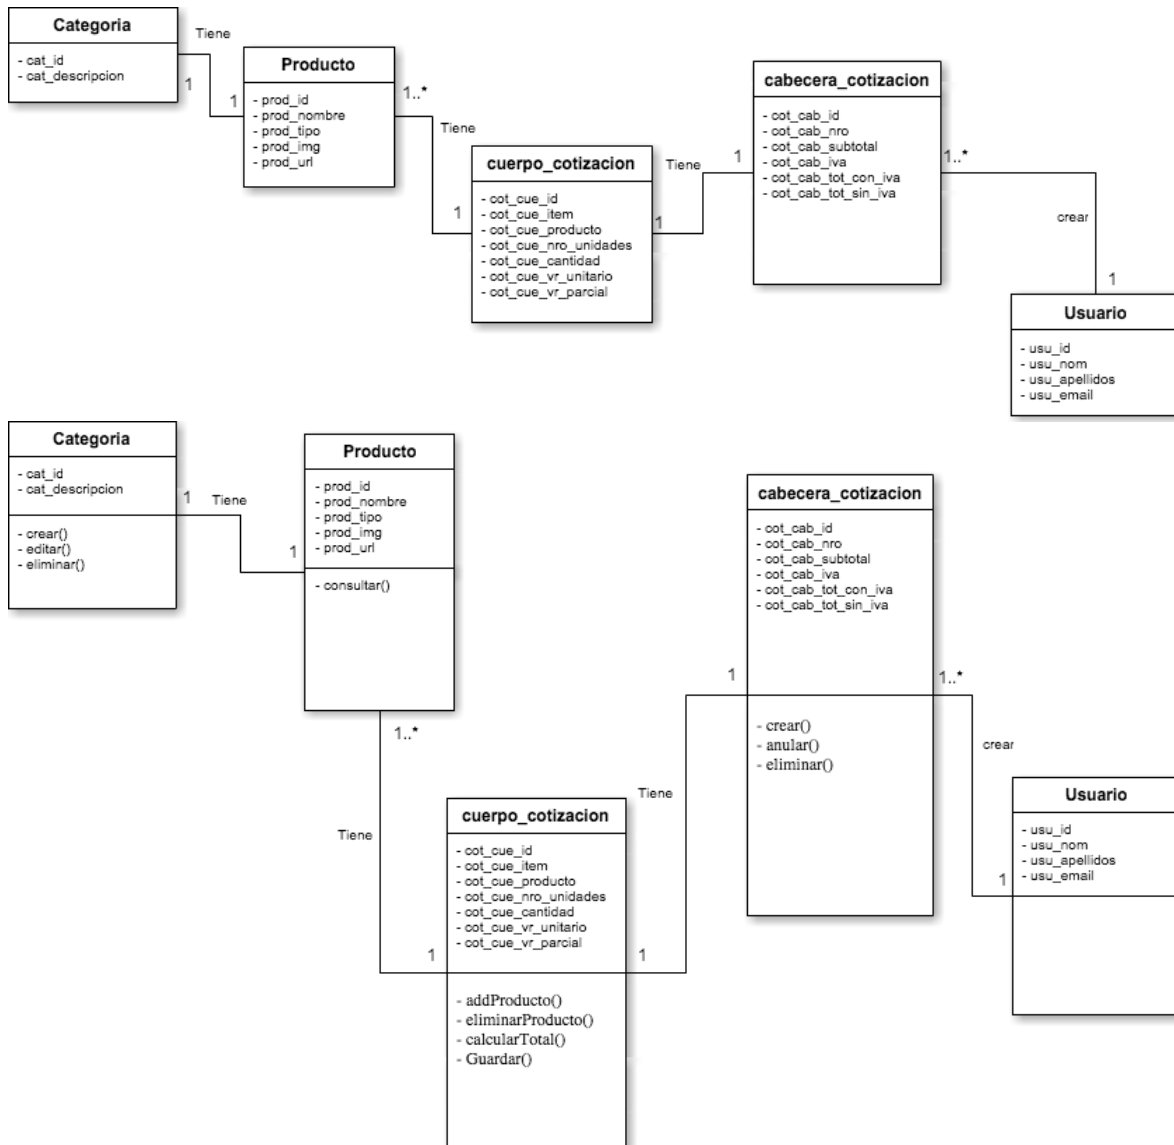 Categoria
- cat_id
- cat_descripcion
Tiene
1
1
Producto
- prod_id
- prod_nombre
- prod_tipo
- prod_img
- prod_url
1..*
Tiene
1
cuerpo_cotizacion
- cot_cue_id
- cot_cue_item
- cot_cue_producto
- cot_cue_nro_unidades
- cot_cue_cantidad
- cot_cue_vr_unitario
- cot_cue_vr_parcial
Tiene
1
1
cabecera_cotizacion
- cot_cab_id
- cot_cab_nro
- cot_cab_subtotal
- cot_cab_iva
- cot_cab_tot_con_iva
- cot_cab_tot_sin_iva
1..*
crear
1
Usuario
- usu_id
- usu_nom
- usu_apellidos
- usu_email
Categoria
- cat_id
- cat_descripcion
- crear()
- editar()
- eliminar()
1
Tiene
1
Producto
- prod_id
- prod_nombre
- prod_tipo
- prod_img
- prod_url
- consultar()
1..*
Tiene
1
cuerpo_cotizacion
- cot_cue_id
- cot_cue_item
- cot_cue_producto
- cot_cue_nro_unidades
- cot_cue_cantidad
- cot_cue_vr_unitario
- cot_cue_vr_parcial
- addProducto()
- eliminarProducto()
- calcularTotal()
- Guardar()
1
Tiene
1
cabecera_cotizacion
- cot_cab_id
- cot_cab_nro
- cot_cab_subtotal
- cot_cab_iva
- cot_cab_tot_con_iva
- cot_cab_tot_sin_iva
- crear()
- anular()
- eliminar()
1..*
crear
1
Usuario
- usu_id
- usu_nom
- usu_apellidos
- usu_email